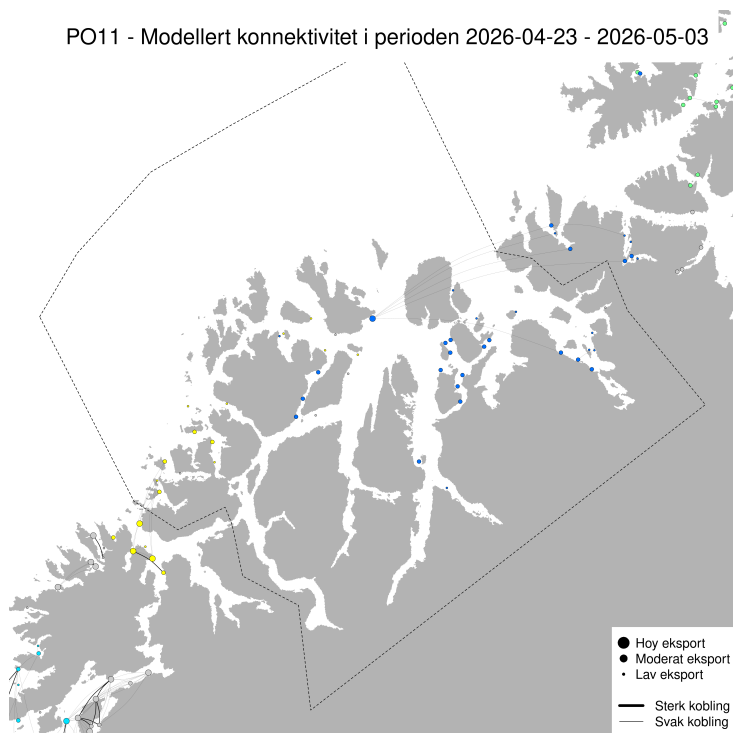 PO11 - Modellert konnektivitet i perioden 2026-04-23 - 2026-05-03
Hoy eksport
Moderat eksport
Lav eksport
Sterk kobling
Svak kobling